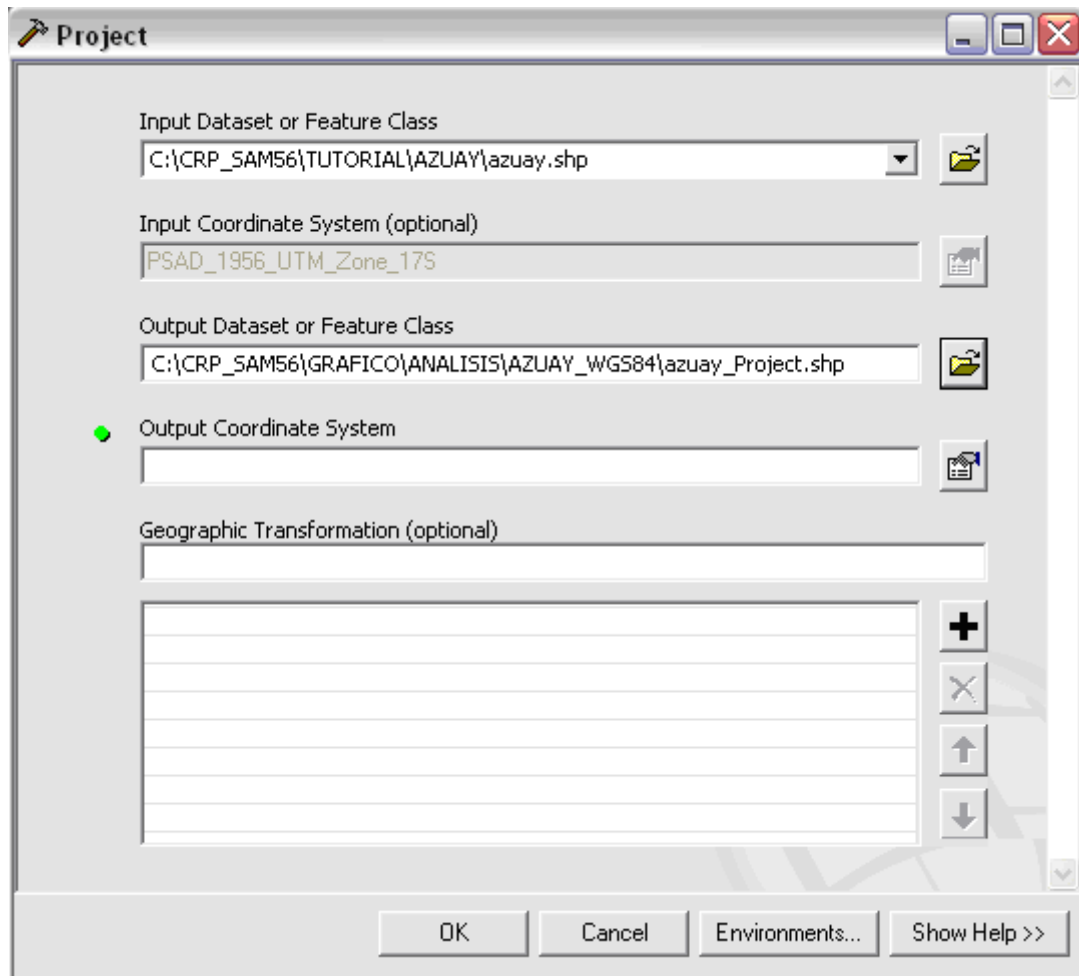 Project
Input Dataset or Feature Class
C:\CRP_SAM56\TUTORIAL\AZUAY\azuay.shp
Input Coordinate System (optional)
PSAD_1956_UTM_Zone_17S
Output Dataset or Feature Class
C:\CRP_SAM56\GRAFICO\ANALISIS\AZUAY_WGS84\azuay_Project.shp
Output Coordinate System
Geographic Transformation (optional)
OK Cancel Environments... Show Help >>